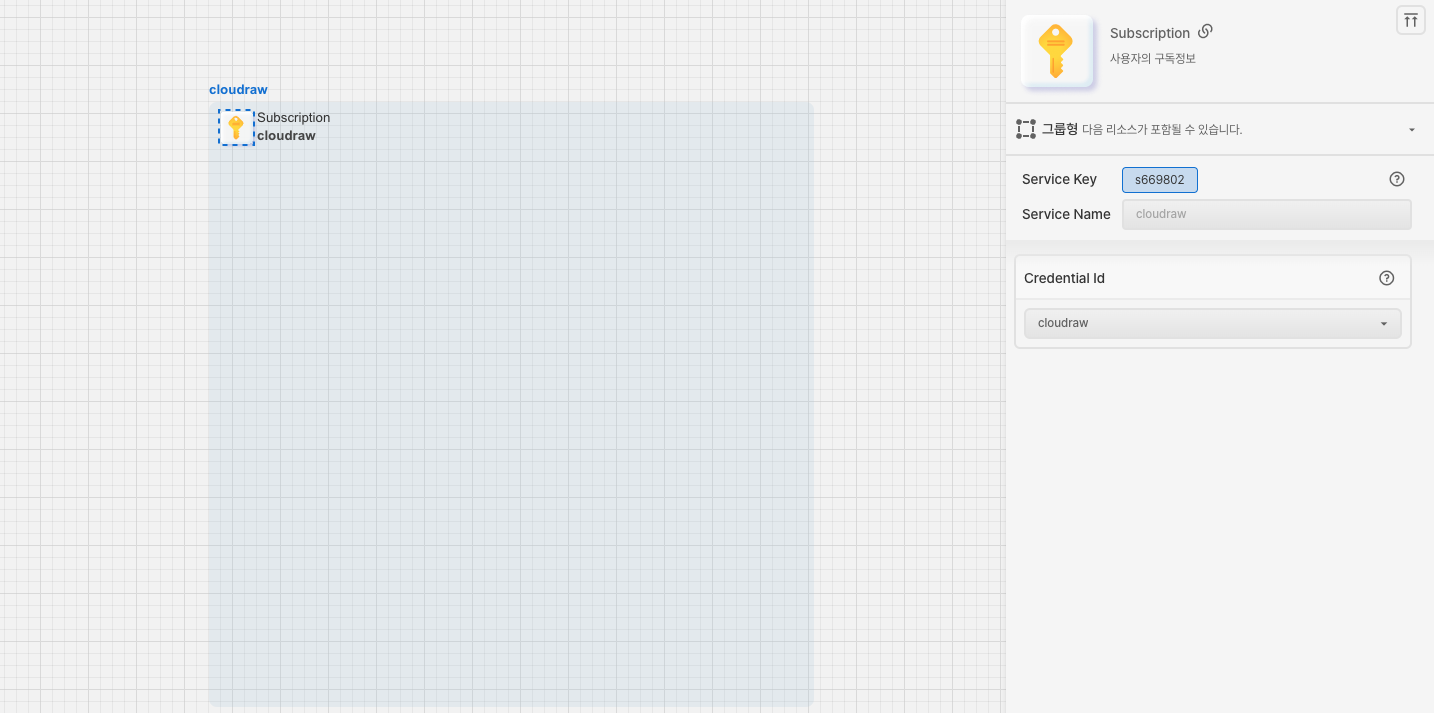 cloudraw
Subscription
cloudraw
Subscription
사용자의 구독정보
그룹형 다음 리소스가 포함될 수 있습니다.
Service Key s669802
Service Name cloudraw
Credential Id
cloudraw